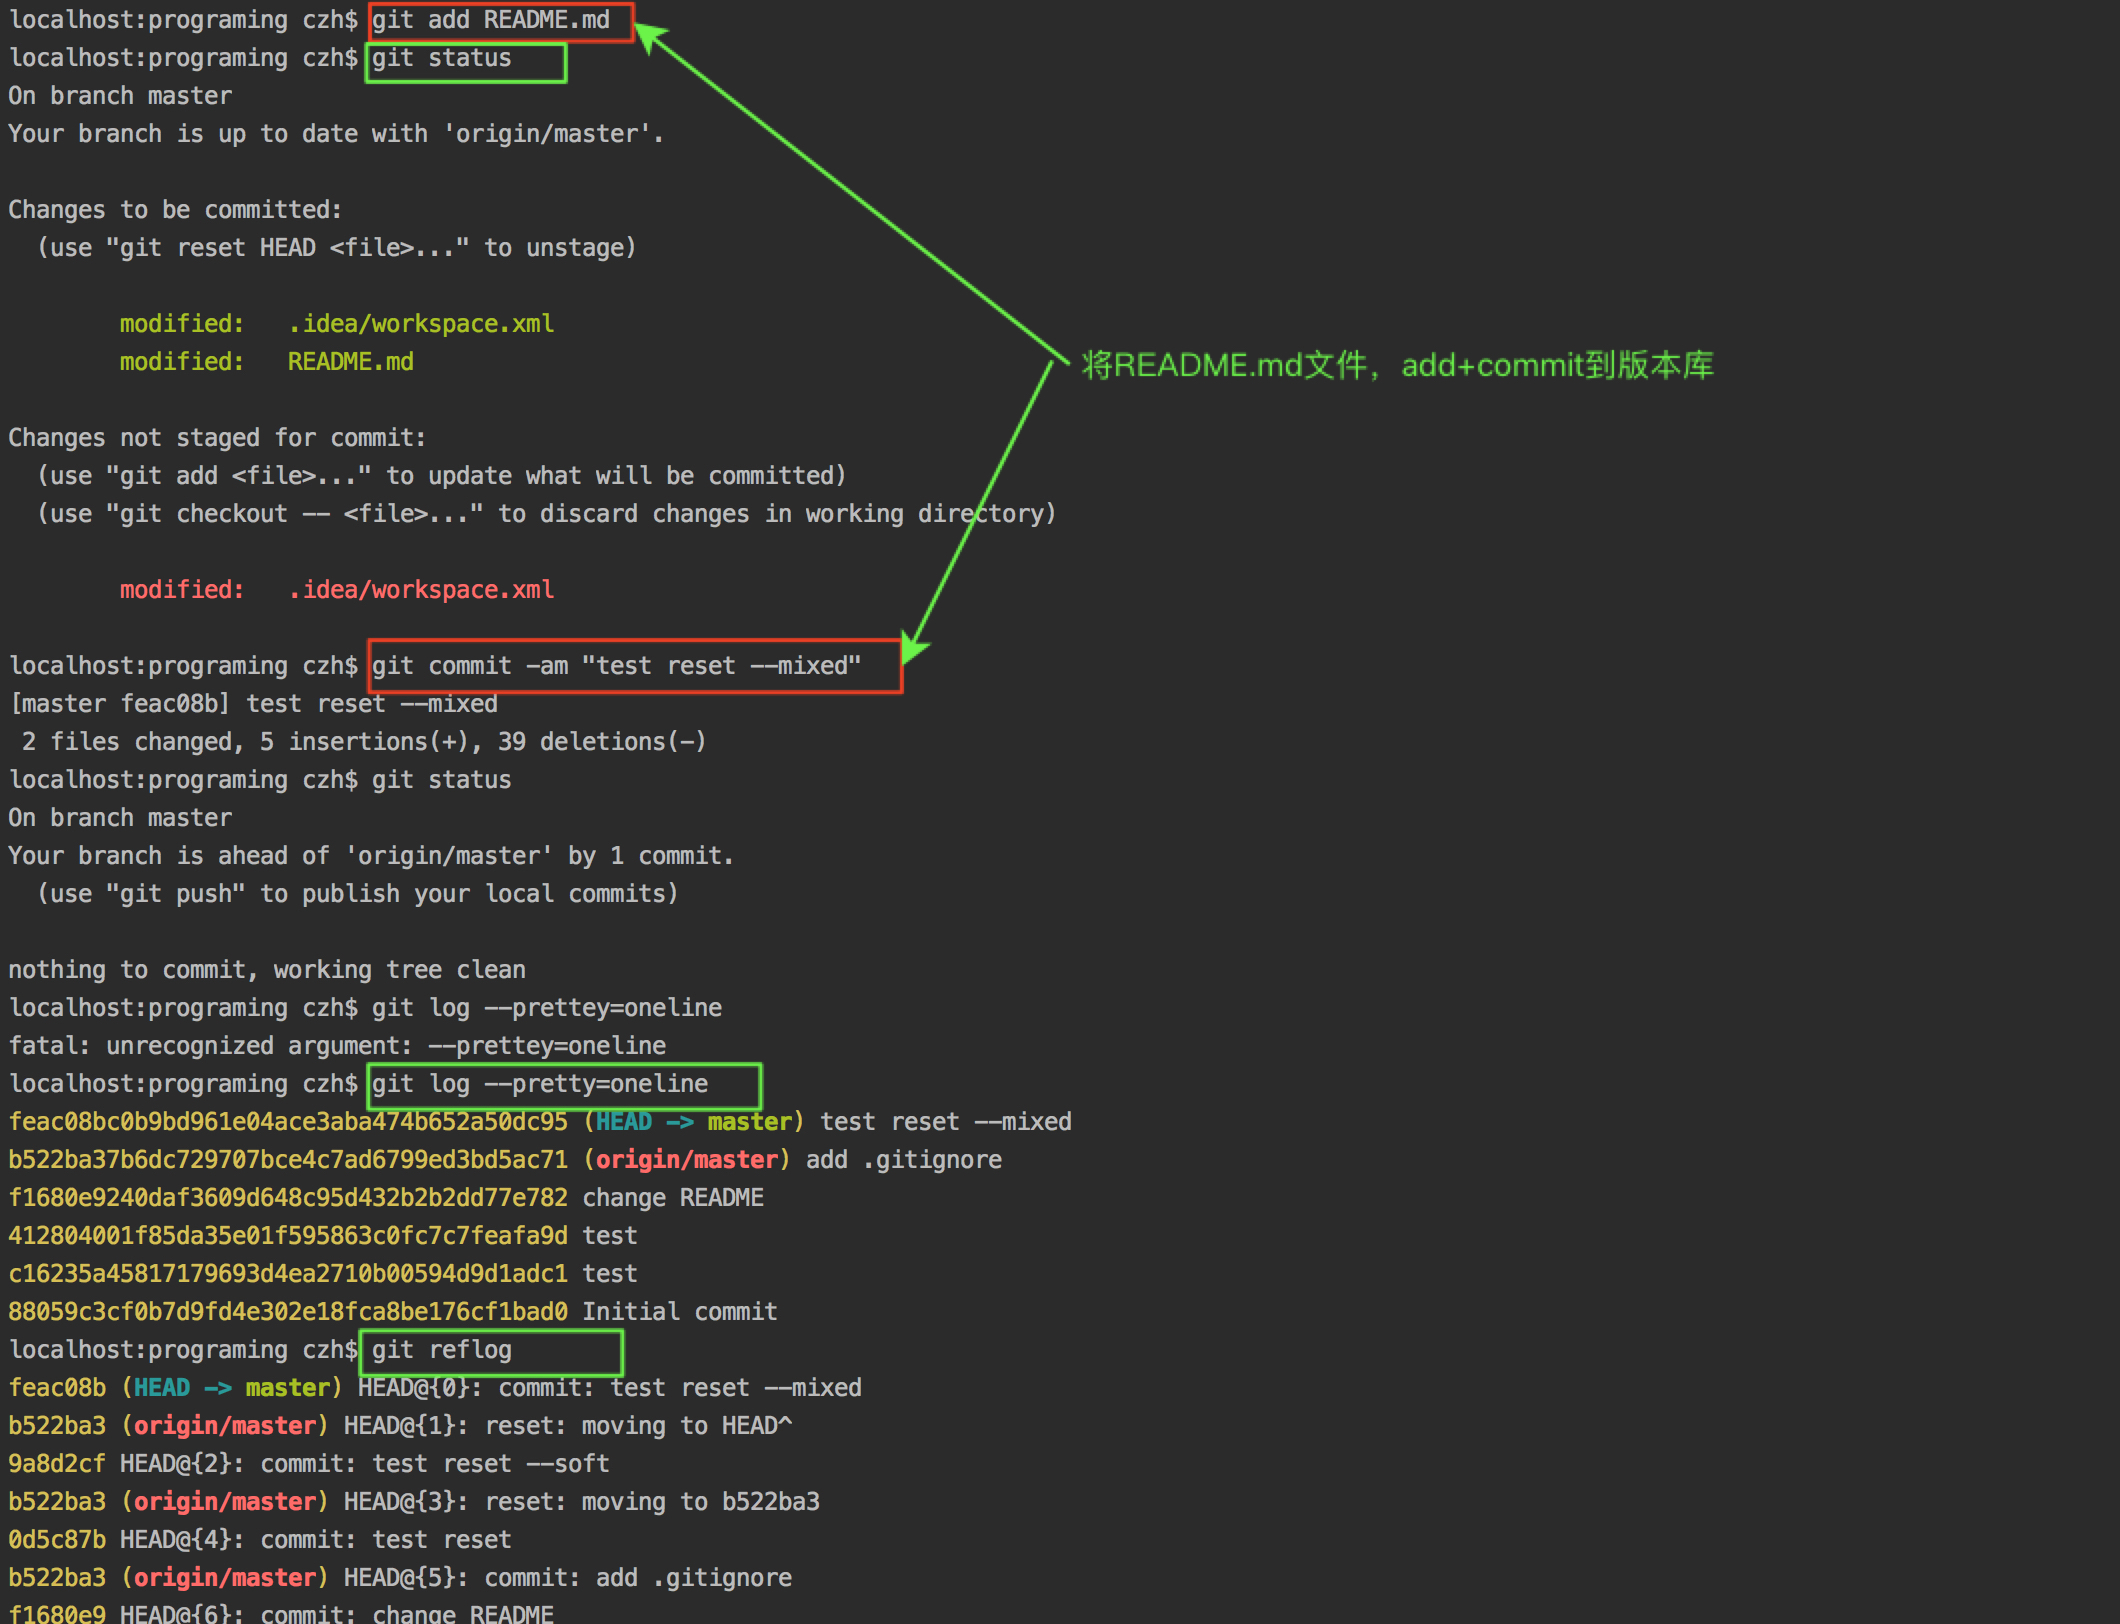 localhost:programing czh$ git add README.md
localhost:programing czh$ git status
On branch master
Your branch is up to date with 'origin/master'.
Changes to be committed:
  (use "git reset HEAD <file>..." to unstage)
        modified:   .idea/workspace.xml
        modified:   README.md
将README.md文件，add+commit到版本库
Changes not staged for commit:
  (use "git add <file>..." to update what will be committed)
  (use "git checkout -- <file>..." to discard changes in working directory)
        modified:   .idea/workspace.xml
localhost:programing czh$ git commit -am "test reset --mixed"
[master feac08b] test reset --mixed
 2 files changed, 5 insertions(+), 39 deletions(-)
localhost:programing czh$ git status
On branch master
Your branch is ahead of 'origin/master' by 1 commit.
  (use "git push" to publish your local commits)
nothing to commit, working tree clean
localhost:programing czh$ git log --prettey=oneline
fatal: unrecognized argument: --prettey=oneline
localhost:programing czh$ git log --pretty=oneline
feac08bc0b9bd961e04ace3aba474b652a50dc95 (HEAD -> master) test reset --mixed
b522ba37b6dc729707bce4c7ad6799ed3bd5ac71 (origin/master) add .gitignore
f1680e9240daf3609d648c95d432b2b2dd77e782 change README
412804001f85da35e01f595863c0fc7c7feafa9d test
c16235a45817179693d4ea2710b00594d9d1adc1 test
88059c3cf0b7d9fd4e302e18fca8be176cf1bad0 Initial commit
localhost:programing czh$ git reflog
feac08b (HEAD -> master) HEAD@{0}: commit: test reset --mixed
b522ba3 (origin/master) HEAD@{1}: reset: moving to HEAD^
9a8d2cf HEAD@{2}: commit: test reset --soft
b522ba3 (origin/master) HEAD@{3}: reset: moving to b522ba3
0d5c87b HEAD@{4}: commit: test reset
b522ba3 (origin/master) HEAD@{5}: commit: add .gitignore
f1680e9 HEAD@{6}: commit: change README